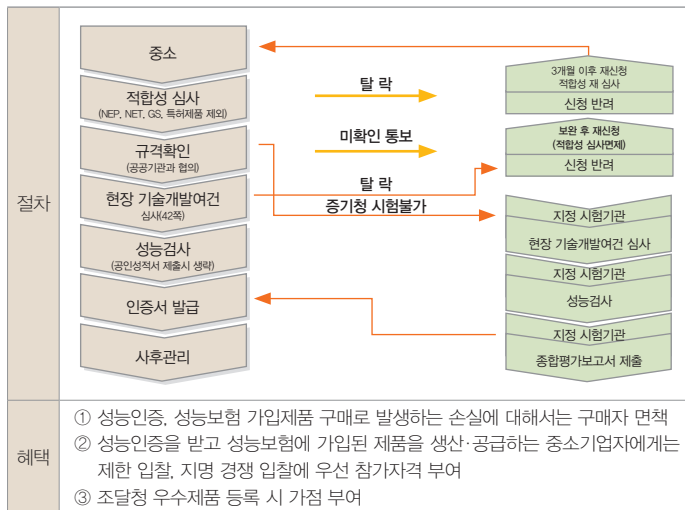 절차
중소
적합성 심사
(NEP, NET, GS, 특허제품 제외)
규격확인
(공공기관과 협의)
현장 기술개발여건
심사(42쪽)
성능검사
(공인성적서 제출시 생략)
인증서 발급
사후관리
탈 락
미확인 통보
탈 락
증기청 시험불가
3개월 이후 재신청
적합성 재 심사
신청 반려
보완 후 재신청
(적합성 심사면제)
신청 반려
지정 시험기관
현장 기술개발여건 심사
지정 시험기관
성능검사
지정 시험기관
종합평가보고서 제출
혜택
① 성능인증, 성능보험 가입제품 구매로 발생하는 손실에 대해서는 구매자 면책
② 성능인증을 받고 성능보험에 가입된 제품을 생산·공급하는 중소기업자에게는
제한 입찰, 지명 경쟁 입찰에 우선 참가자격 부여
③ 조달청 우수제품 등록 시 가점 부여